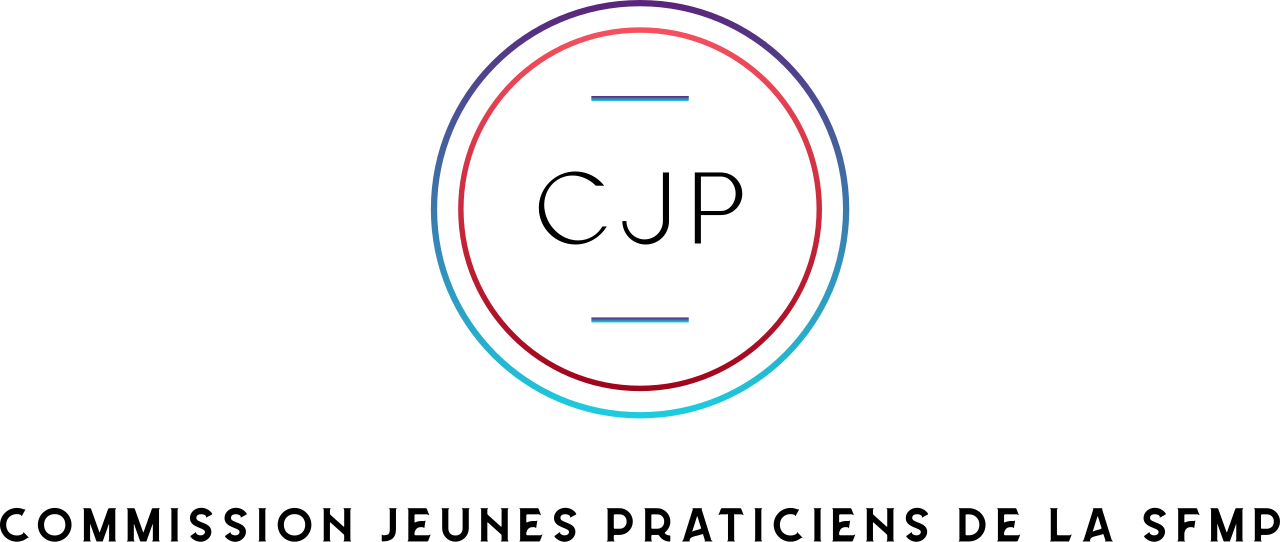 CJP
COMMISSION JEUNES PRATICIENS DE LA SFMP